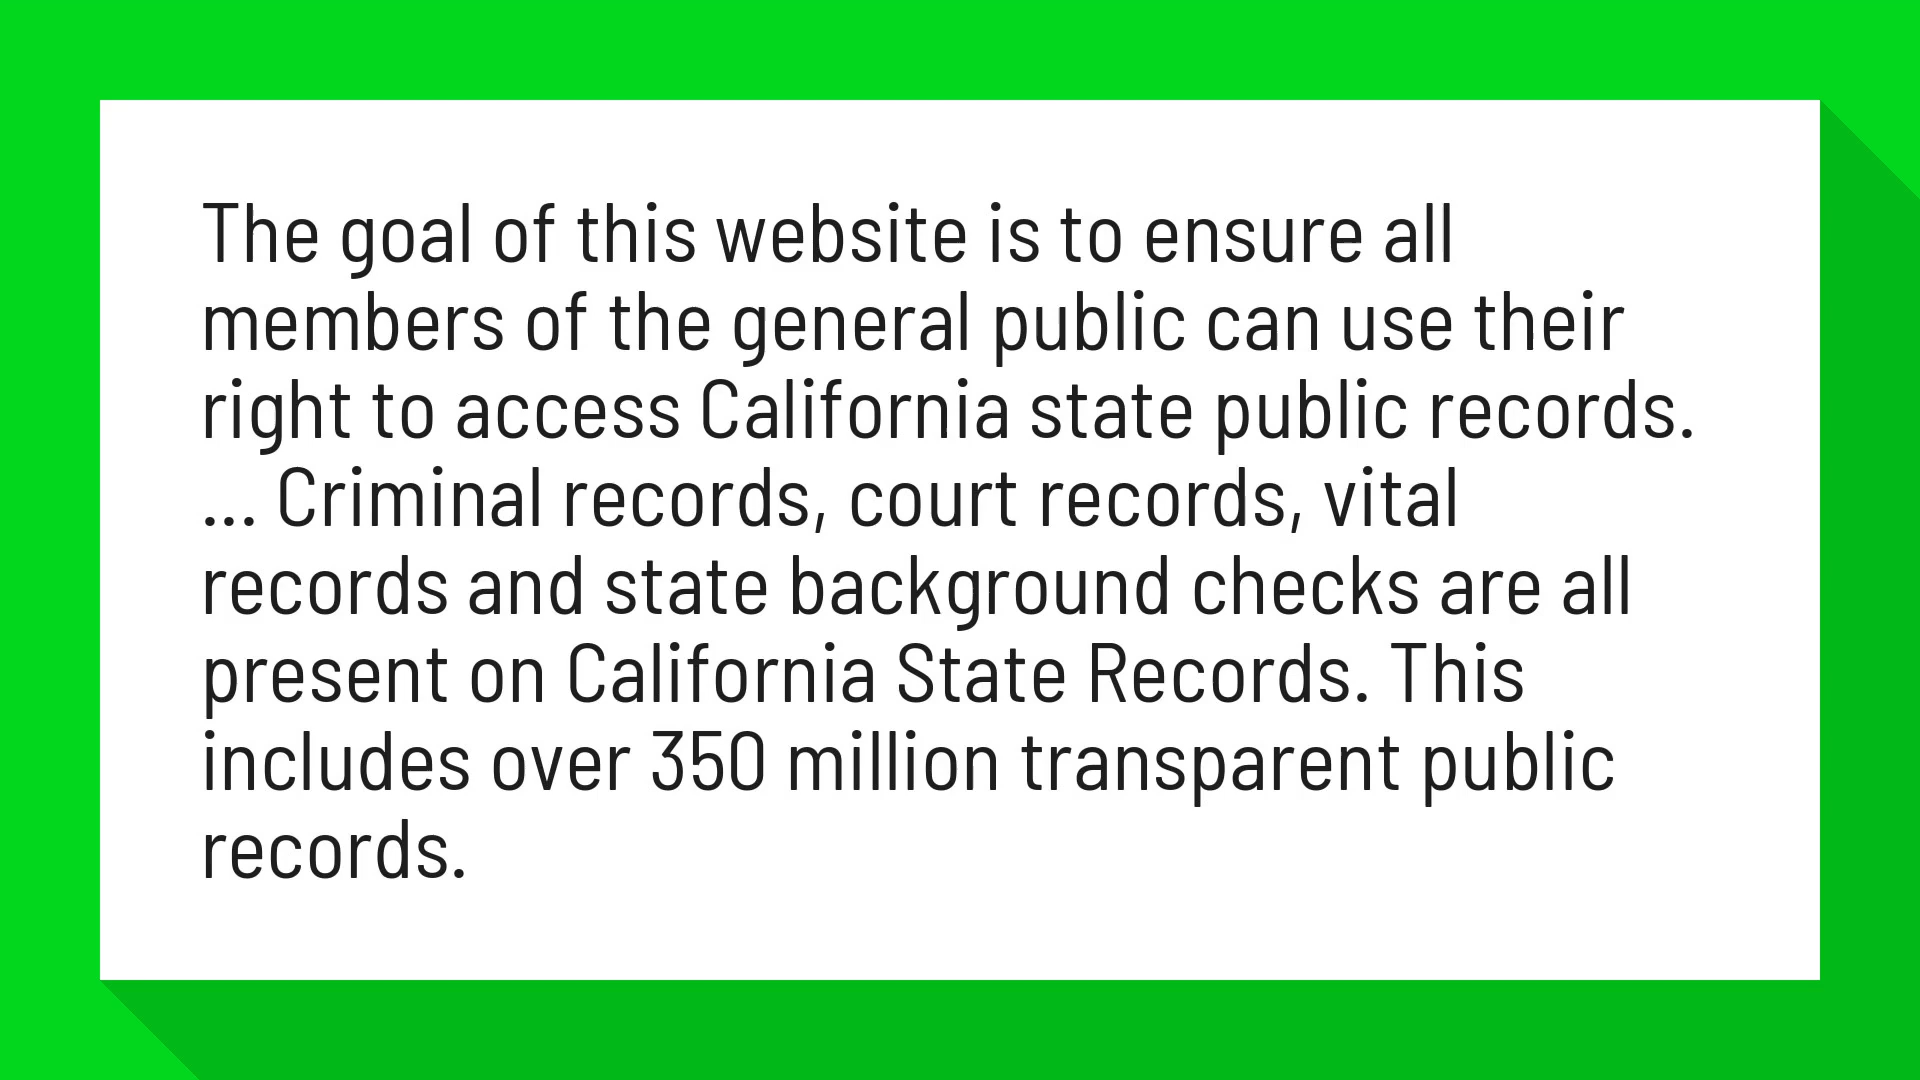 The goal of this website is to ensure all
members of the general public can use their
right to access California state public records.
... Criminal records, court records, vital
records and state background checks are all
present on California State Records. This
includes over 350 million transparent public
records.